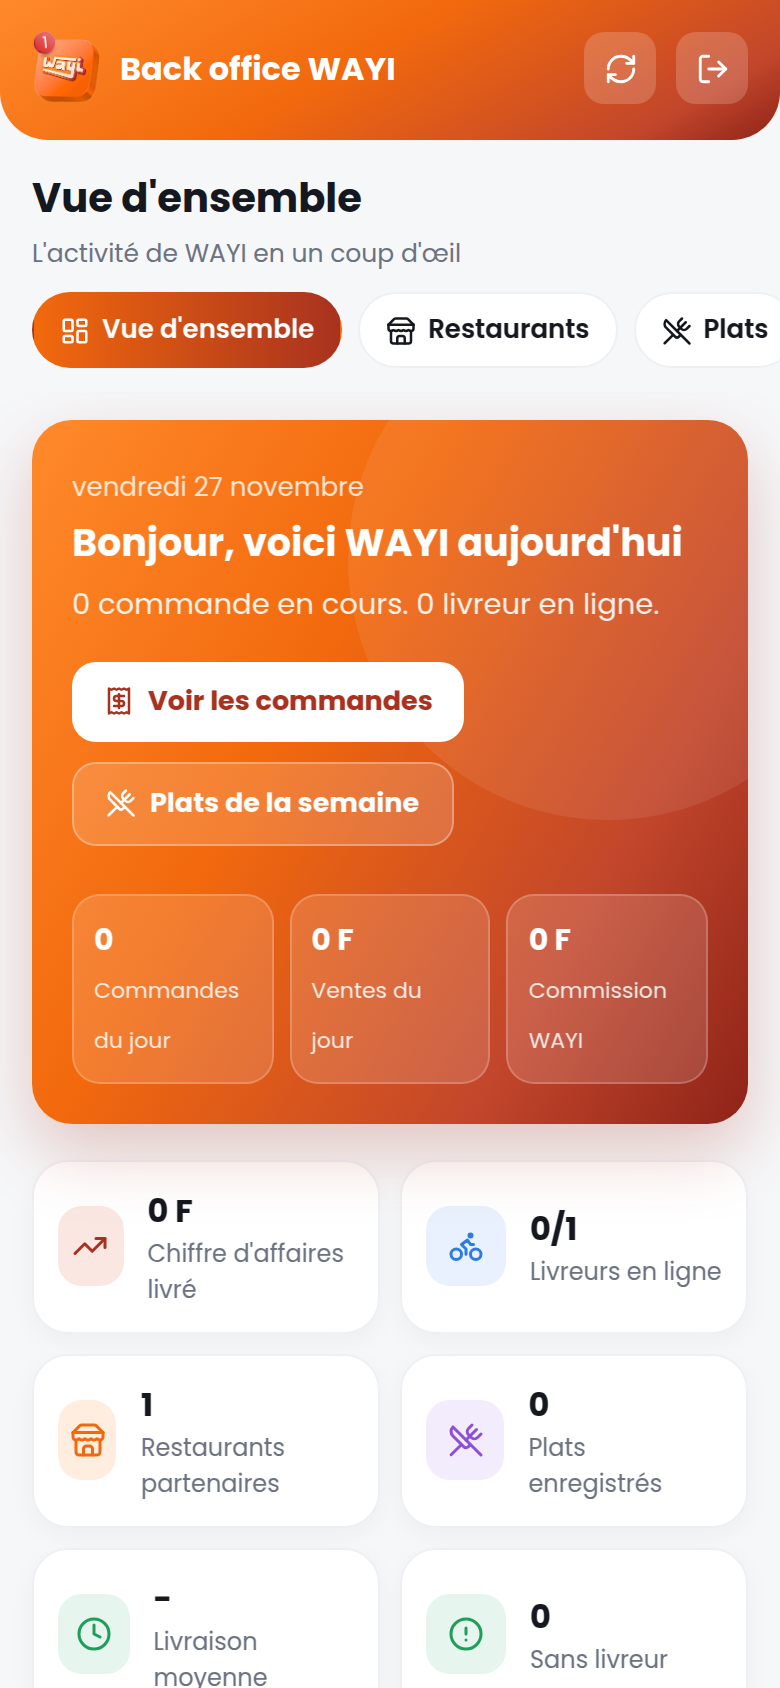 1
wayi
Back office WAYI
Vue d'ensemble
L'activité de WAYI en un coup d'œil
Vue d'ensemble
Restaurants
Plats
vendredi 27 novembre
Bonjour, voici WAYI aujourd'hui
0 commande en cours. 0 livreur en ligne.
Voir les commandes
Plats de la semaine
0
Commandes
du jour
0 F
Ventes du
jour
0 F
Commission
WAYI
0 F
Chiffre d'affaires
livré
0/1
Livreurs en ligne
1
Restaurants
partenaires
0
Plats
enregistrés
-
Livraison
moyenne
0
Sans livreur